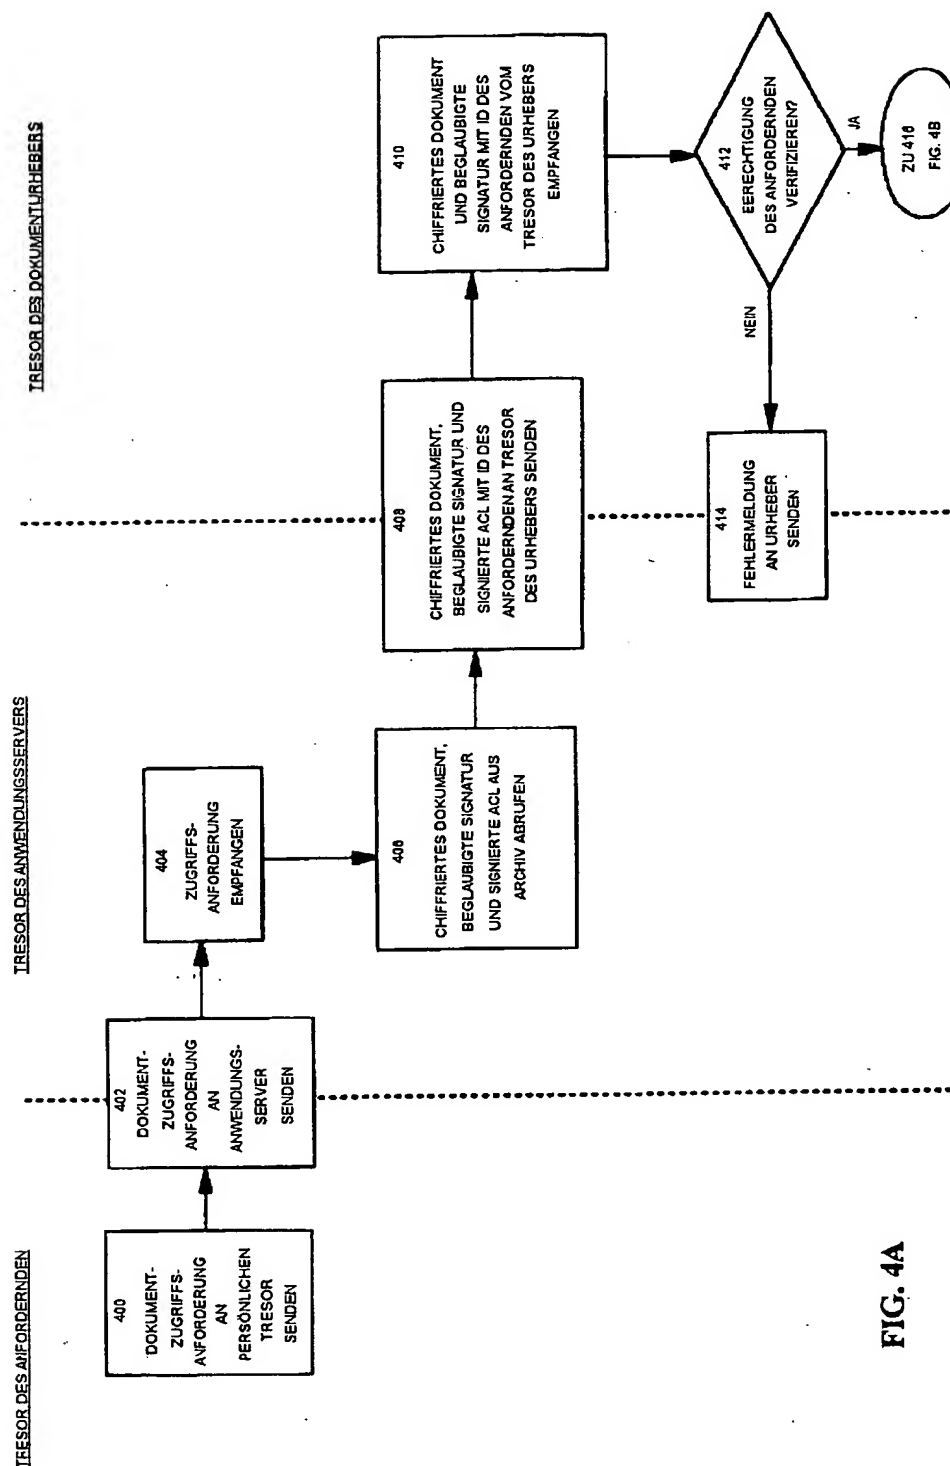 TRESOR DES ANFORDERNDEN
TRESOR DES ANWENDUNGSSERVERS
TRESOR DES DOKUMENTURHEBERS
400
DOKUMENT-
ZUGRIFFS-
ANFORDERUNG
AN
PERSÖNLICHEN
TRESOR
SENDEN
402
DOKUMENT-
ZUGRIFFS-
ANFORDERUNG
AN
ANWENDUNGS-
SERVER
SENDEN
404
ZUGRIFFS-
ANFORDERUNG
EMPFANGEN
406
CHIFFRIERTES DOKUMENT,
BEGLAUBIGTE SIGNATUR
UND SIGNIERTE ACL AUS
ARCHIV ABRUFEN
408
CHIFFRIERTES DOKUMENT,
BEGLAUBIGTE SIGNATUR UND
SIGNIERTE ACL MIT ID DES
ANFORDERNDEN AN TRESOR
DES URHEBERS SENDEN
410
CHIFFRIERTES DOKUMENT
UND BEGLAUBIGTE
SIGNATUR MIT ID DES
ANFORDERNDEN VOM
TRESOR DES URHEBERS
EMPFANGEN
412
EERECHTIGUNG
DES ANFORDERNDEN
VERIFIZIEREN?
NEIN
JA
414
FEHLERMELDUNG
AN URHEBER
SENDEN
ZU 416
FIG. 4B
FIG. 4A